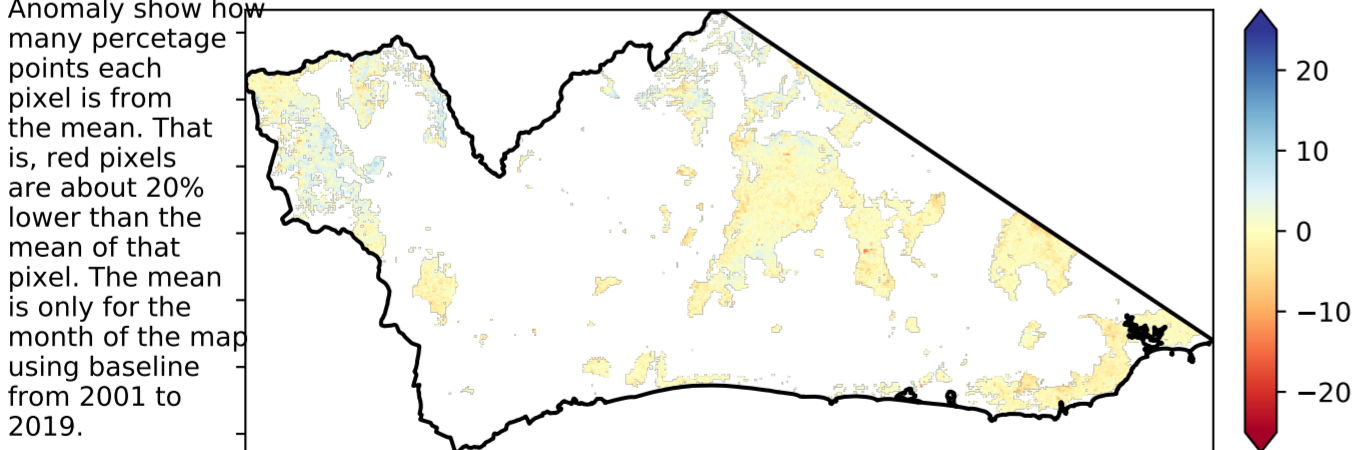 Anomaly show how
many percetage
points each
pixel is from
the mean. That
is, red pixels
are about 20%
lower than the
mean of that
pixel. The mean
is only for the
month of the map
using baseline
from 2001 to
2019.
20
10
0
−10
−20